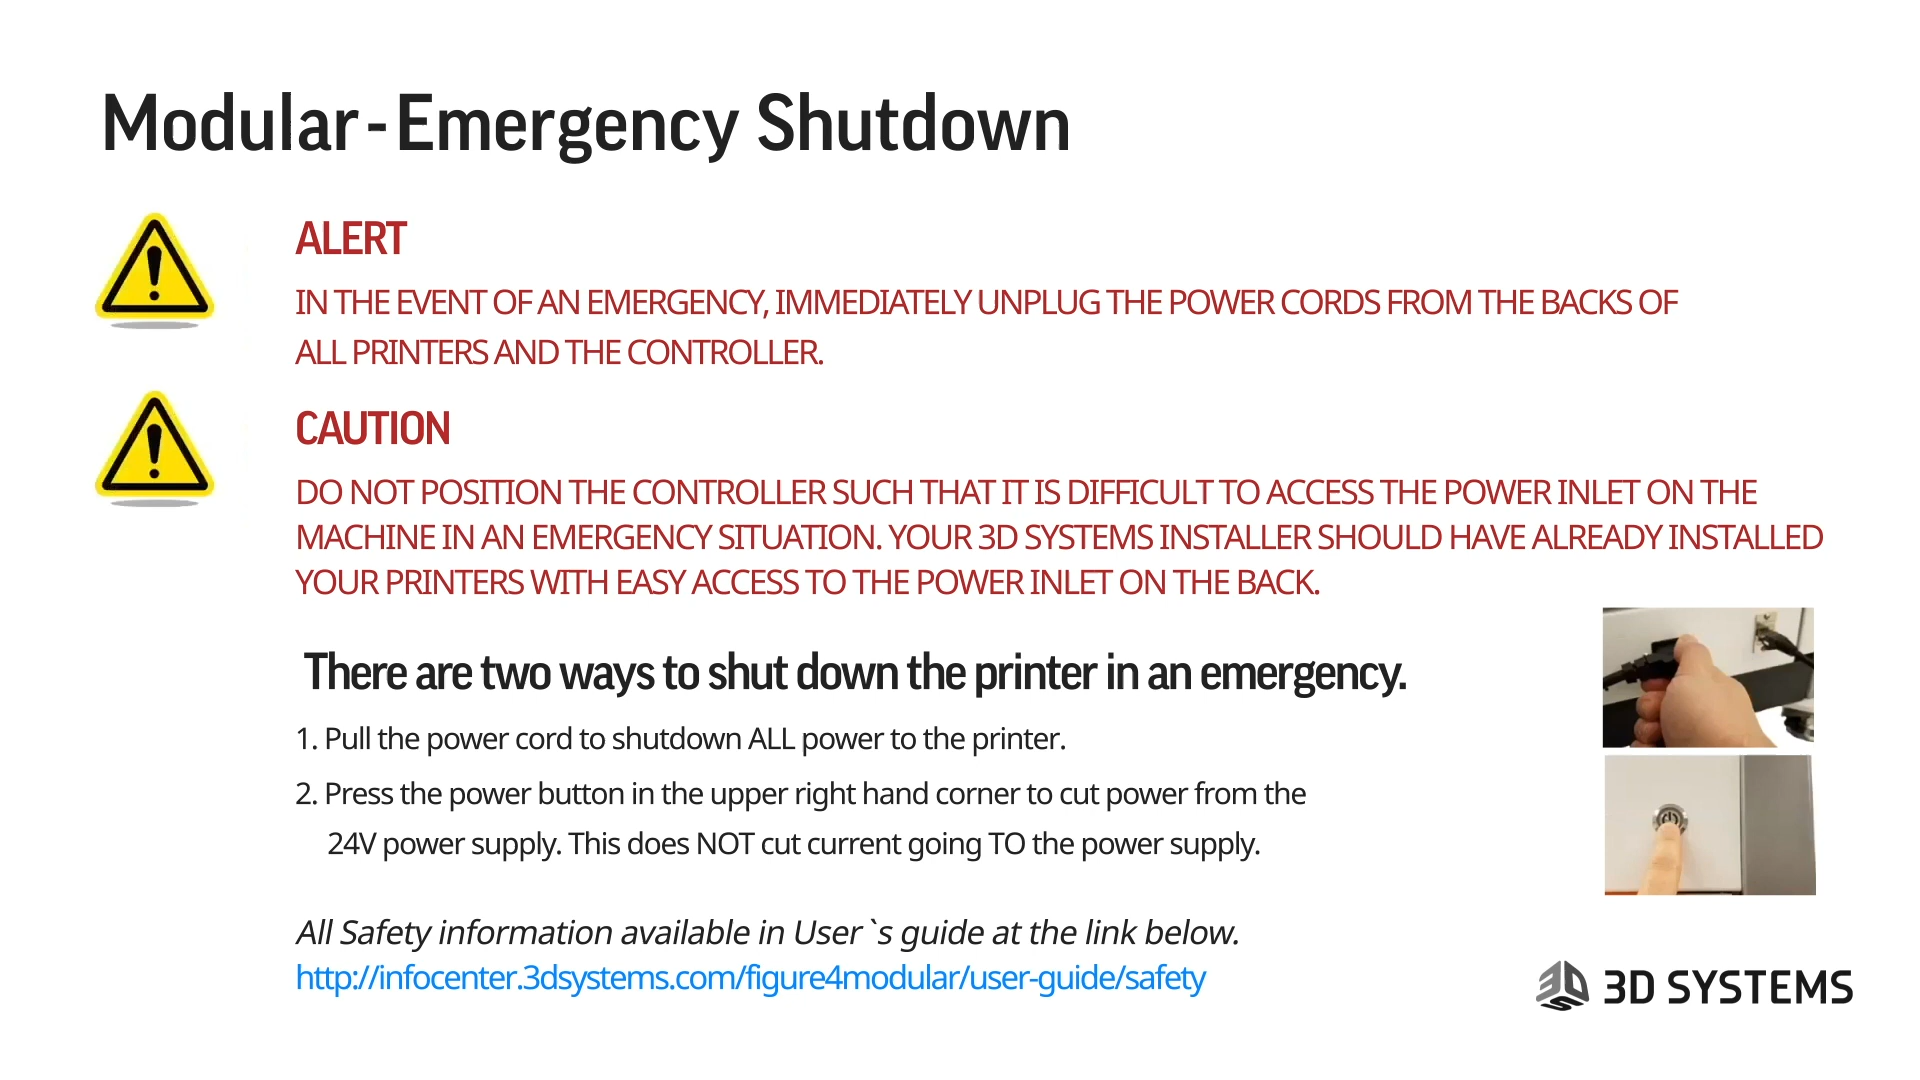 Modular-Emergency Shutdown
ALERT
IN THE EVENT OF AN EMERGENCY, IMMEDIATELY UNPLUG THE POWER CORDS FROM THE BACKS OF
ALL PRINTERS AND THE CONTROLLER.
CAUTION
DO NOT POSITION THE CONTROLLER SUCH THAT IT IS DIFFICULT TO ACCESS THE POWER INLET ON THE
MACHINE IN AN EMERGENCY SITUATION. YOUR 3D SYSTEMS INSTALLER SHOULD HAVE ALREADY INSTALLED
YOUR PRINTERS WITH EASY ACCESS TO THE POWER INLET ON THE BACK.
There are two ways to shut down the printer in an emergency.
1. Pull the power cord to shutdown ALL power to the printer.
2. Press the power button in the upper right hand corner to cut power from the
24V power supply. This does NOT cut current going TO the power supply.
All Safety information available in User`s guide at the link below.
http://infocenter.3dsystems.com/figure4modular/user-guide/safety
3D SYSTEMS